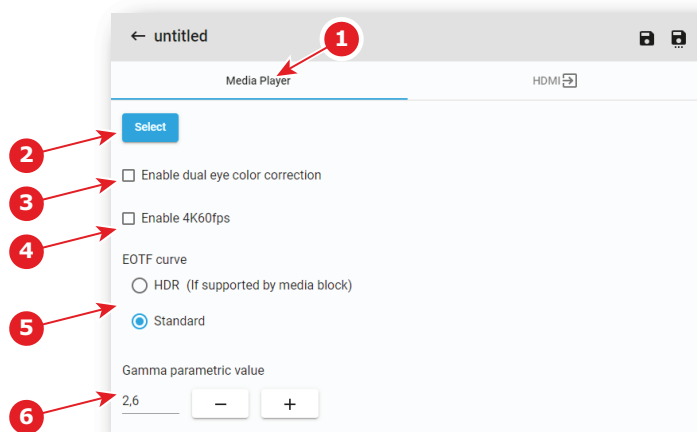 untitled
1
Media Player
HDMI
2
Select
3
Enable dual eye color correction
4
Enable 4K60fps
EOTF curve
HDR (If supported by media block)
5
Standard
Gamma parametric value
6
2,6
− +